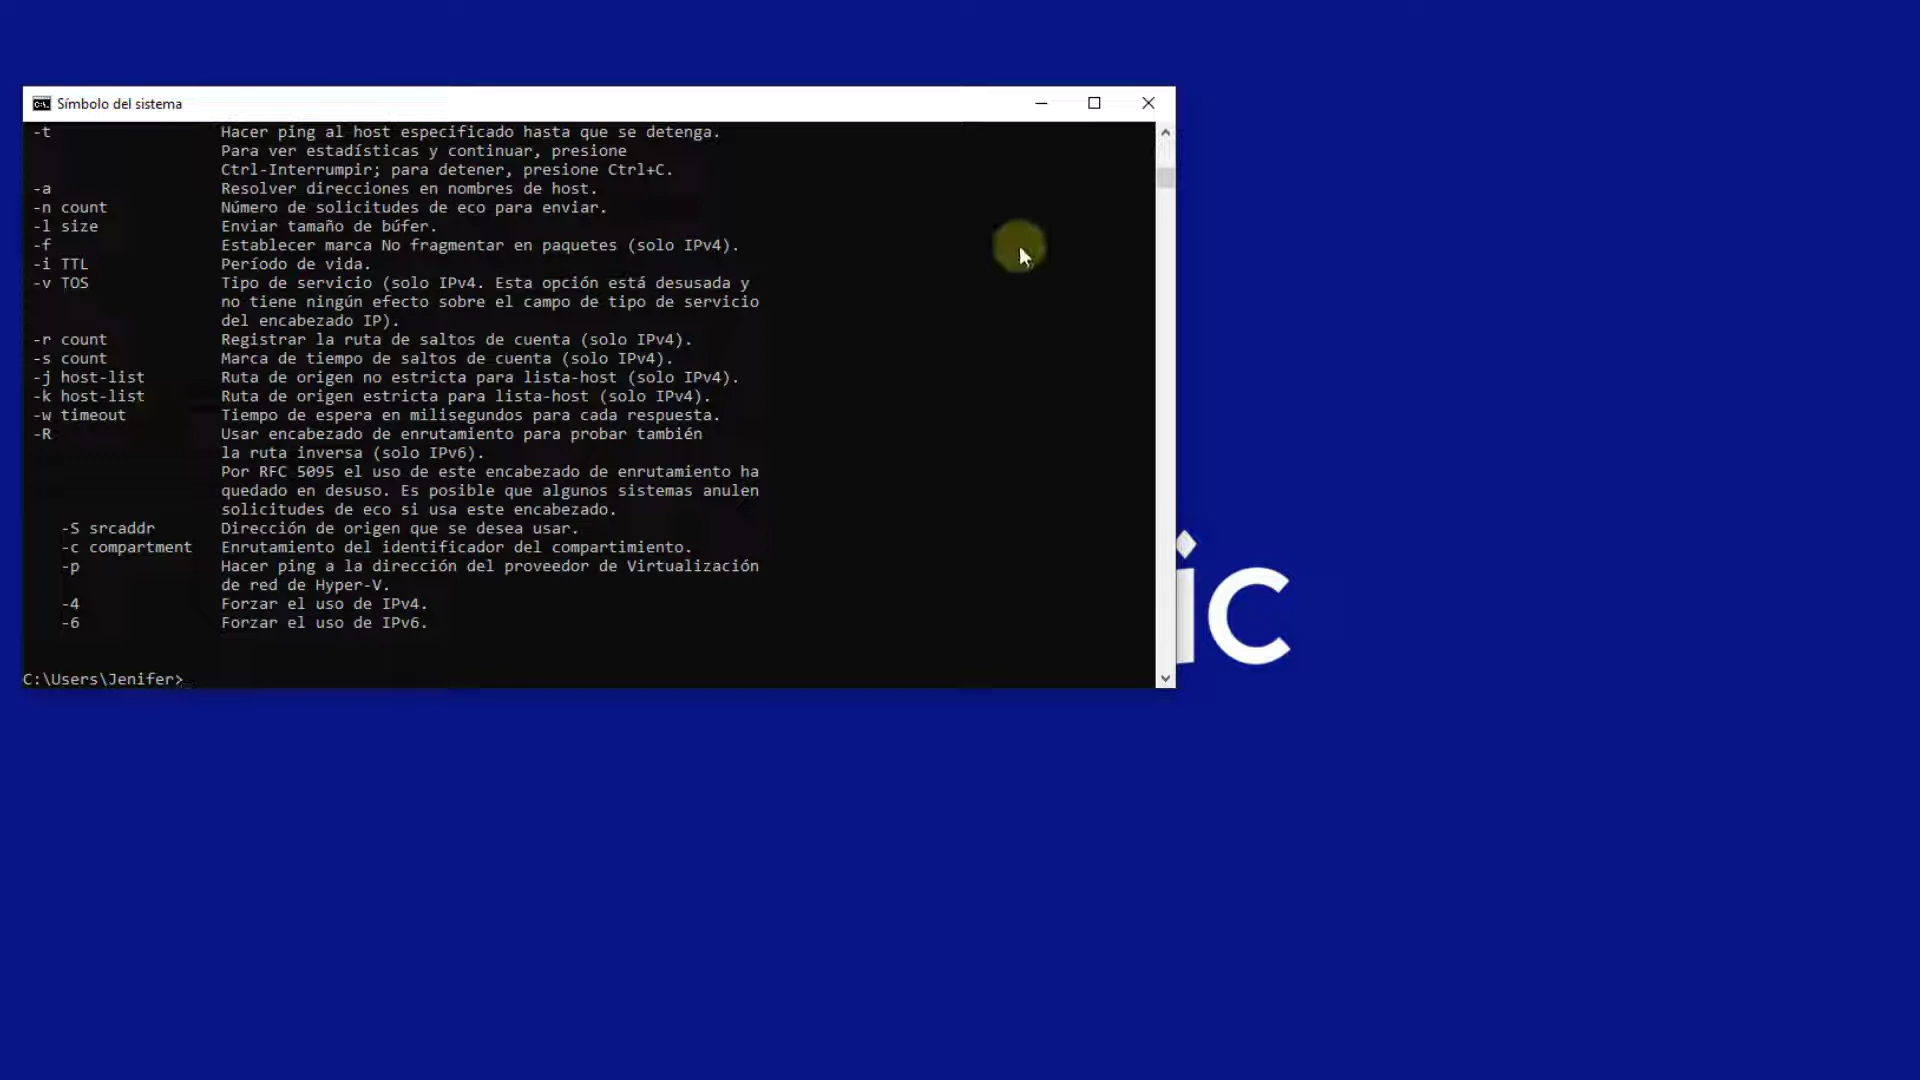 Símbolo del sistema
-t Hacer ping al host especificado hasta que se detenga.
Para ver estadísticas y continuar, presione
Ctrl-Interrumpir; para detener, presione Ctrl+C.
-a Resolver direcciones en nombres de host.
-n count Número de solicitudes de eco para enviar.
-l size Enviar tamaño de búfer.
-f Establecer marca No fragmentar en paquetes (solo IPv4).
-i TTL Período de vida.
-v TOS Tipo de servicio (solo IPv4. Esta opción está desusada y
no tiene ningún efecto sobre el campo de tipo de servicio
del encabezado IP).
-r count Registrar la ruta de saltos de cuenta (solo IPv4).
-s count Marca de tiempo de saltos de cuenta (solo IPv4).
-j host-list Ruta de origen no estricta para lista-host (solo IPv4).
-k host-list Ruta de origen estricta para lista-host (solo IPv4).
-w timeout Tiempo de espera en milisegundos para cada respuesta.
-R Usar encabezado de enrutamiento para probar también
la ruta inversa (solo IPv6).
Por RFC 5095 el uso de este encabezado de enrutamiento ha
quedado en desuso. Es posible que algunos sistemas anulen
solicitudes de eco si usa este encabezado.
-S srcaddr Dirección de origen que se desea usar.
-c compartment Enrutamiento del identificador del compartimiento.
-p Hacer ping a la dirección del proveedor de Virtualización
de red de Hyper-V.
-4 Forzar el uso de IPv4.
-6 Forzar el uso de IPv6.
C:\Users\Jenifer>
ic